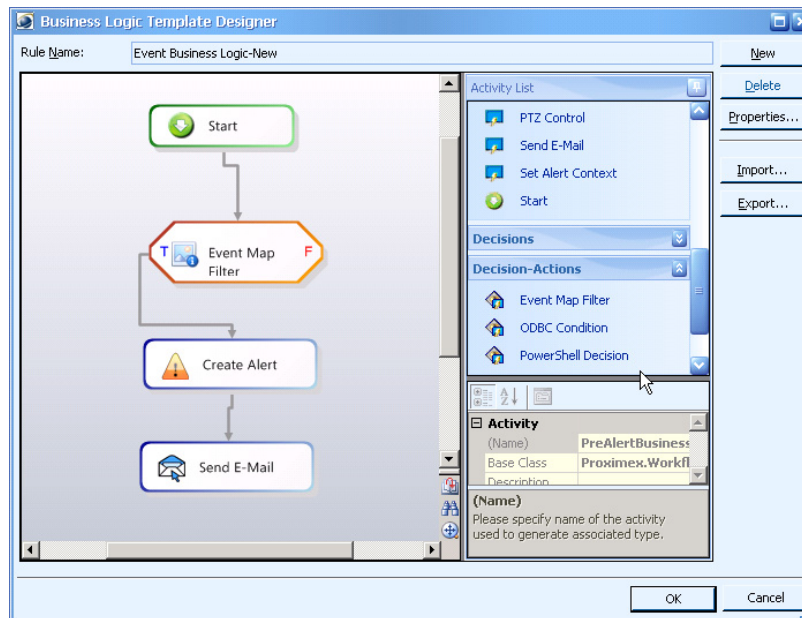 Business Logic Template Designer
Rule Name:
Event Business Logic-New
New
Delete
Properties...
Import...
Export...
Start
T
Event Map
Filter
F
Create Alert
Send E-Mail
Activity List
PTZ Control
Send E-Mail
Set Alert Context
Start
Decisions
Decision-Actions
Event Map Filter
ODBC Condition
PowerShell Decision
Activity
(Name)
PreAlertBusiness
Base Class
Proximex.Workfl
Description
(Name)
Please specify name of the activity
used to generate associated type.
OK
Cancel